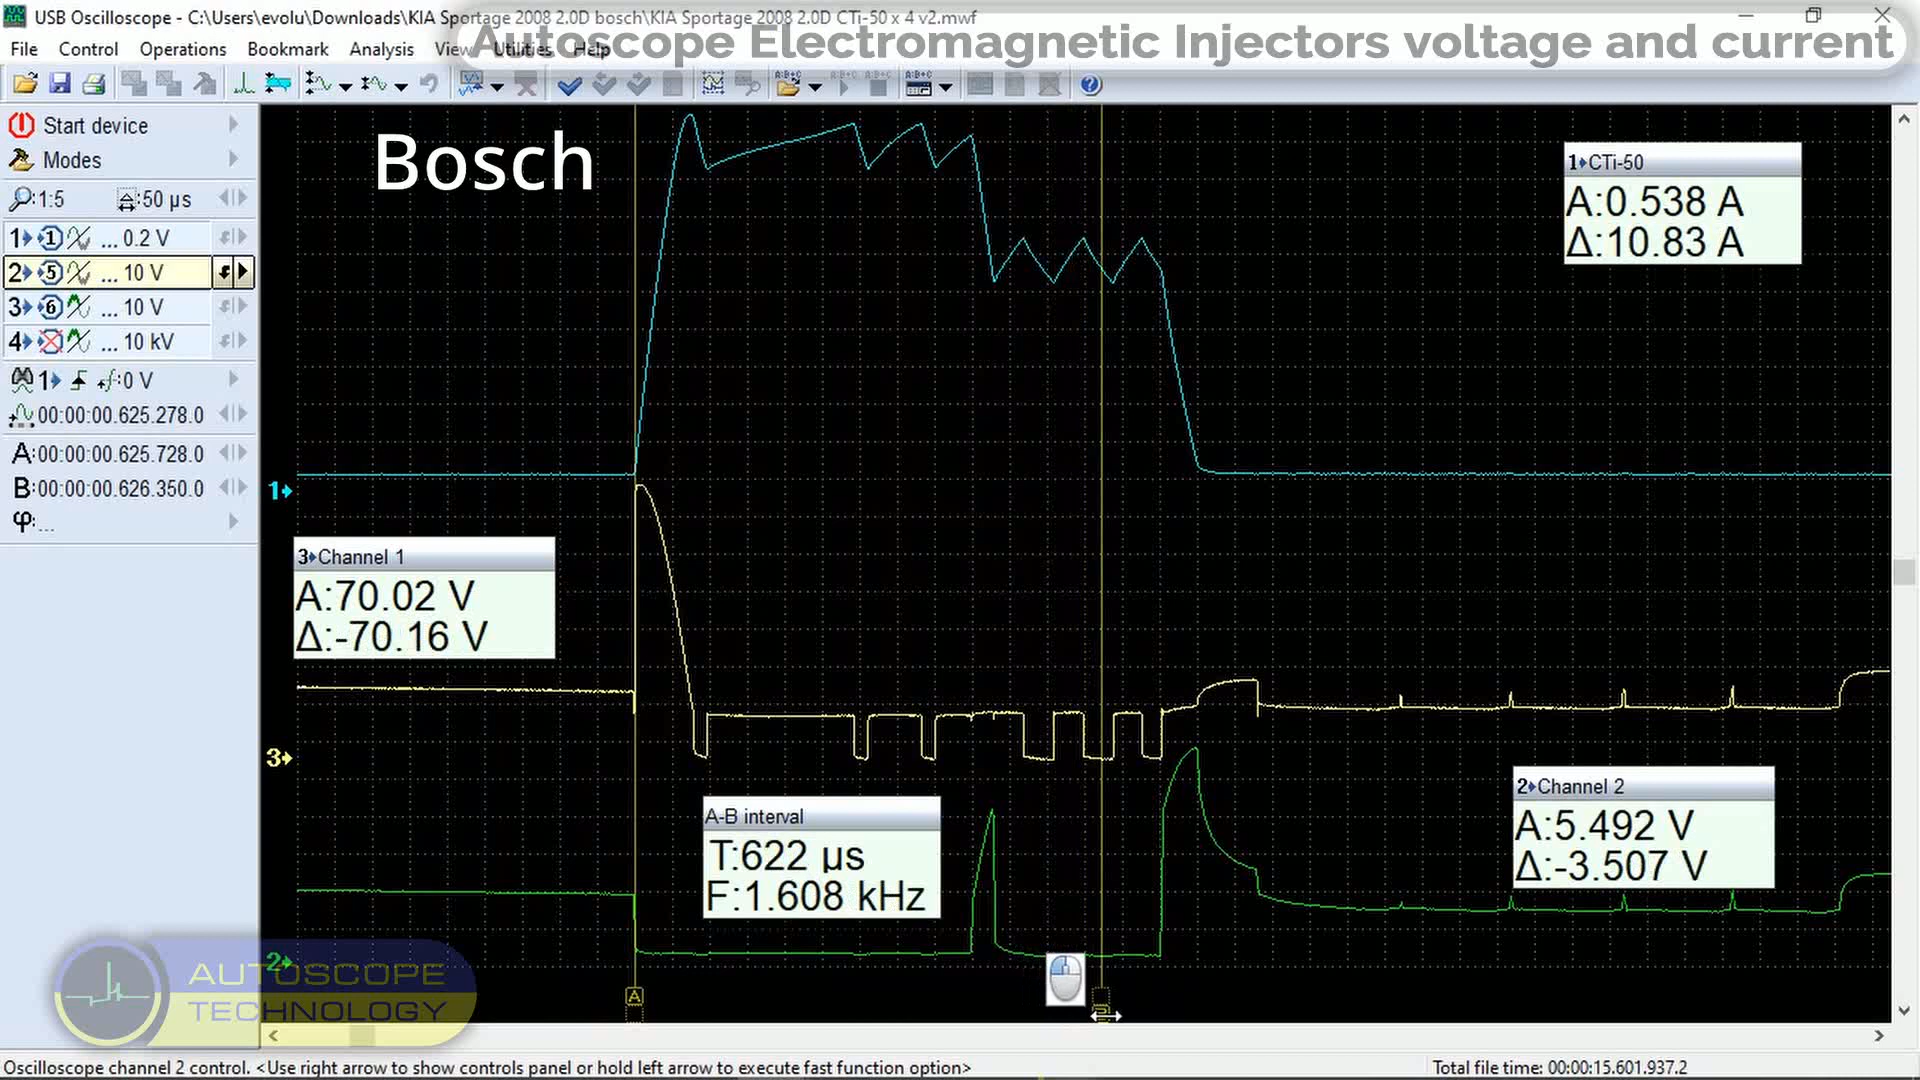 USB Oscilloscope - C:\Users\evolu\Downloads\KIA Sportage 2008 2.0D bosch\KIA Sportage 2008 2.0D CTi-50 x 4 v2.mwf
Autoscope Electromagnetic Injectors voltage and current
File Control Operations Bookmark Analysis View Utilities Help
Start device
Modes
1:5 50 µs
1 1 ... 0.2 V
2 5 ... 10 V
3 6 ... 10 V
4 ... 10 kV
1 0 V
00:00:00.625.278.0
A:00:00:00.625.728.0
B:00:00:00.626.350.0
φ:...
Bosch
1 CTi-50
A:0.538 A
Δ:10.83 A
1
3 Channel 1
A:70.02 V
Δ:-70.16 V
3
A-B interval
T:622 µs
F:1.608 kHz
2 Channel 2
A:5.492 V
Δ:-3.507 V
2
A
AUTOSCOPE
TECHNOLOGY
Oscilloscope channel 2 control. <Use right arrow to show controls panel or hold left arrow to execute fast function option>
Total file time: 00:00:15.601.937.2